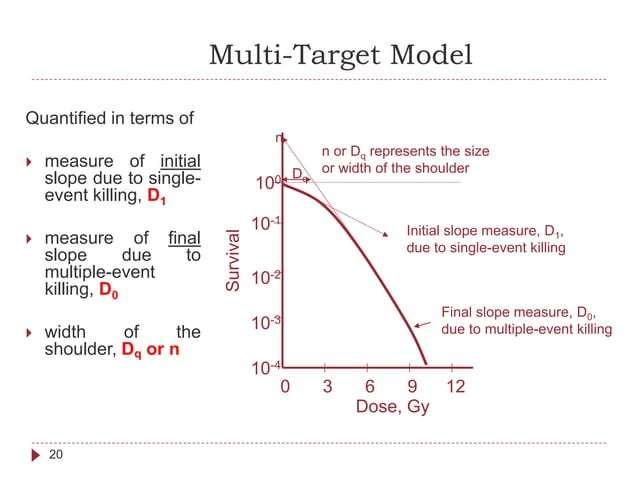 Multi-Target Model
Quantified in terms of
measure of initial
slope due to single-
event killing, D1
measure of final
slope due to
multiple-event
killing, D0
width of the
shoulder, Dq or n
n
n or Dq represents the size
or width of the shoulder
Dq
10^0
10^-1
Initial slope measure, D1,
due to single-event killing
Survival
10^-2
Final slope measure, D0,
due to multiple-event killing
10^-3
10^-4
0 3 6 9 12
Dose, Gy
20